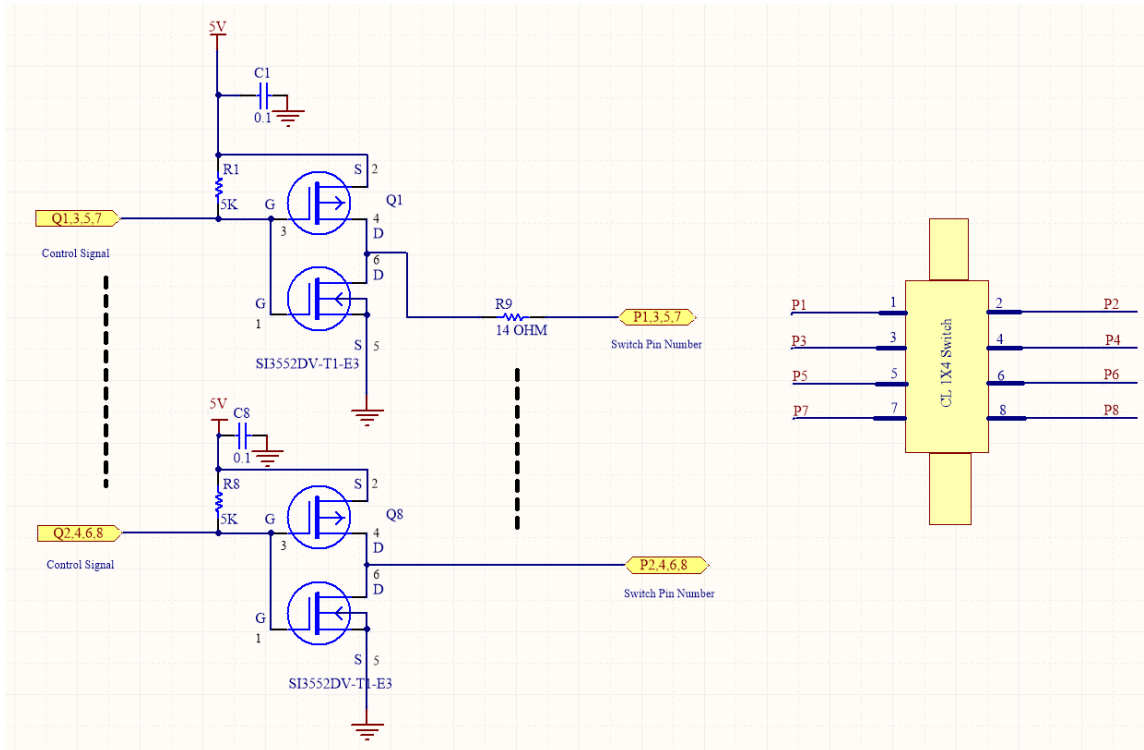 5V
C1
0.1
R1
5K
S 2
Q1
G
3
4
D
6
D
G
1
S 5
SI3552DV-T1-E3
Q1,3,5,7
Control Signal
R9
14 OHM
P1,3,5,7
Switch Pin Number
5V
C8
0.1
R8
5K
S 2
Q8
G
3
4
D
6
D
G
1
S 5
SI3552DV-T1-E3
Q2,4,6,8
Control Signal
P2,4,6,8
Switch Pin Number
P1 1 2 P2
P3 3 4 P4
P5 5 6 P6
P7 7 8 P8
CL 1X4 Switch